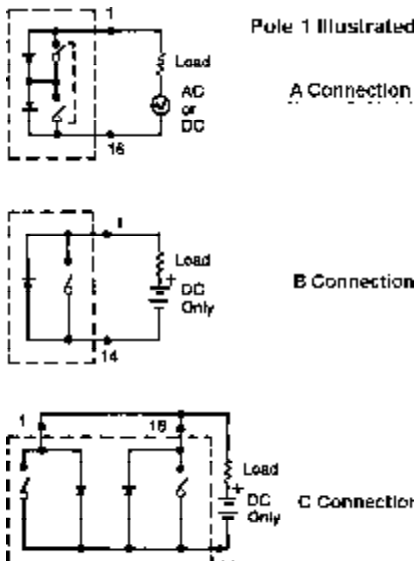 Pole 1 Illustrated
1
Load
AC
or
DC
A Connection
16
1
Load
+
DC
Only
B Connection
14
1
16
Load
+
DC
Only
C Connection